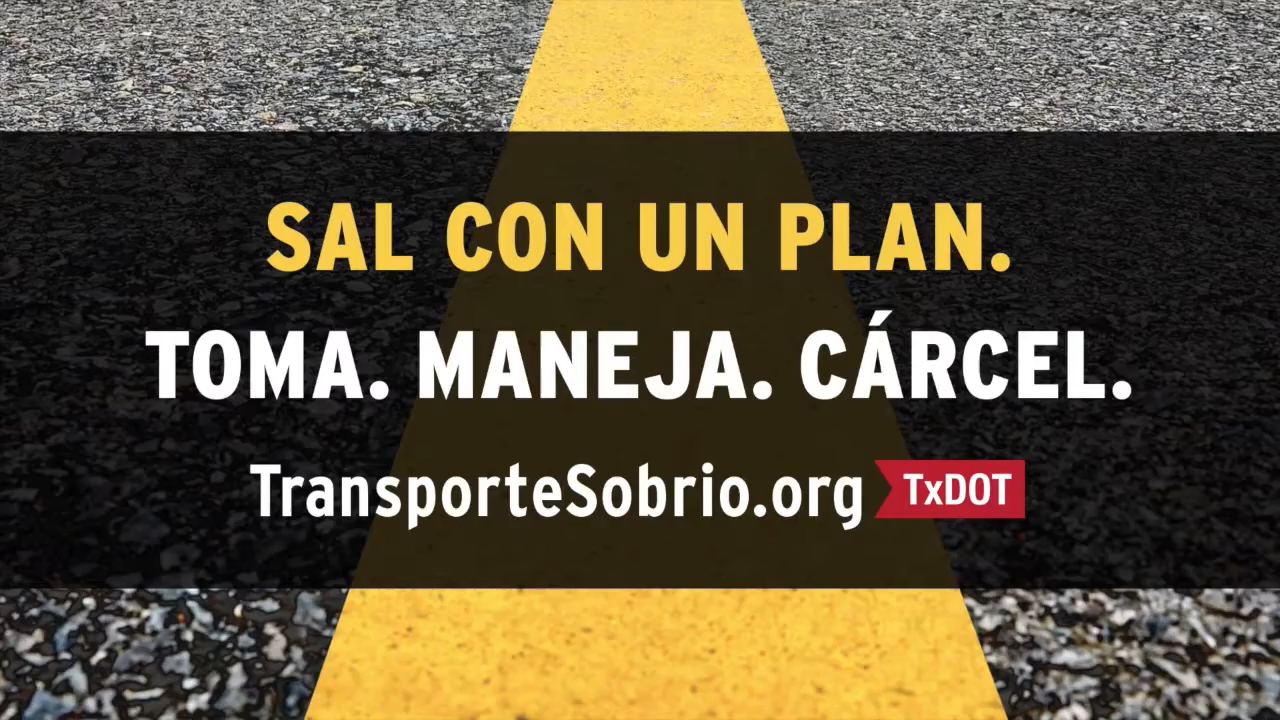 SAL CON UN PLAN.
TOMA. MANEJA. CÁRCEL.
TransporteSobrio.org TxDOT